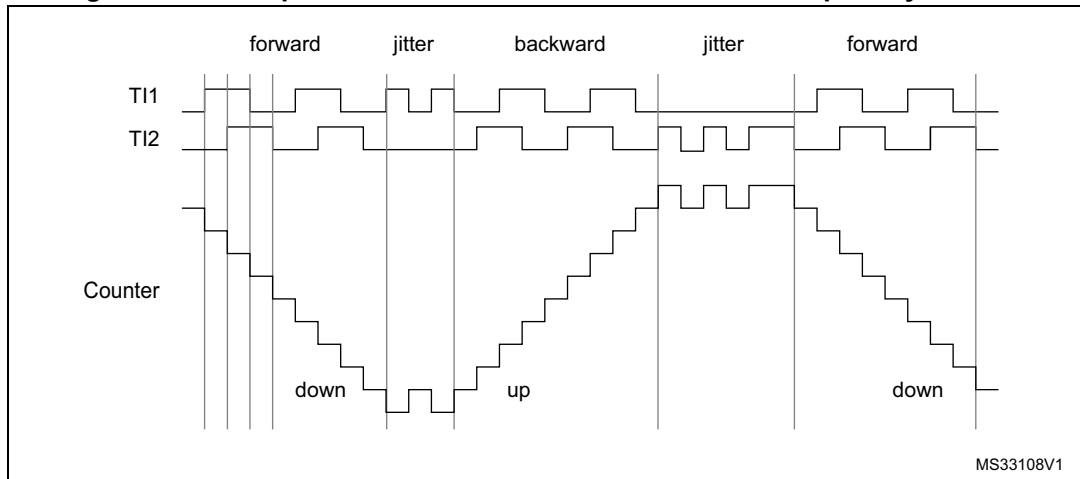 forward jitter backward jitter forward
TI1
TI2
Counter
down up down
MS33108V1